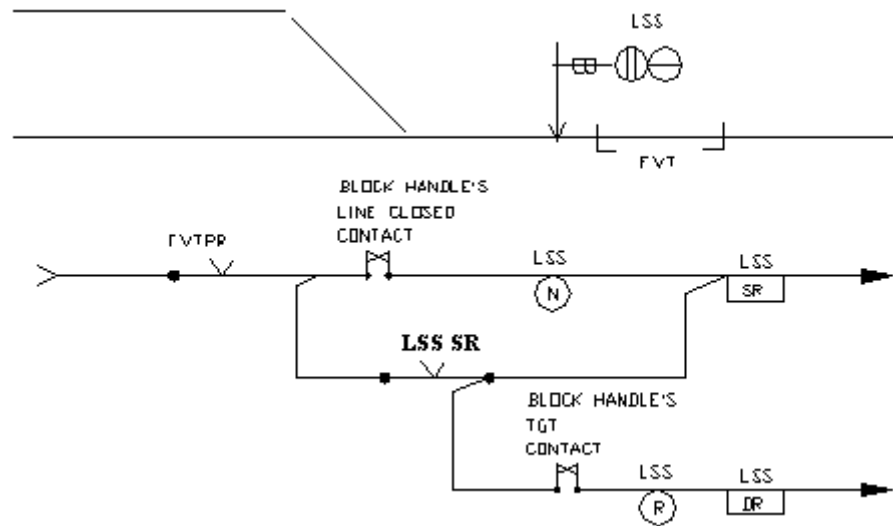 LSS
FVT
BLOCK HANDLE'S
LINE CLOSED
CONTACT
FVTPR
LSS
N
LSS
SR
LSS SR
BLOCK HANDLE'S
TGT
CONTACT
LSS
R
LSS
DR